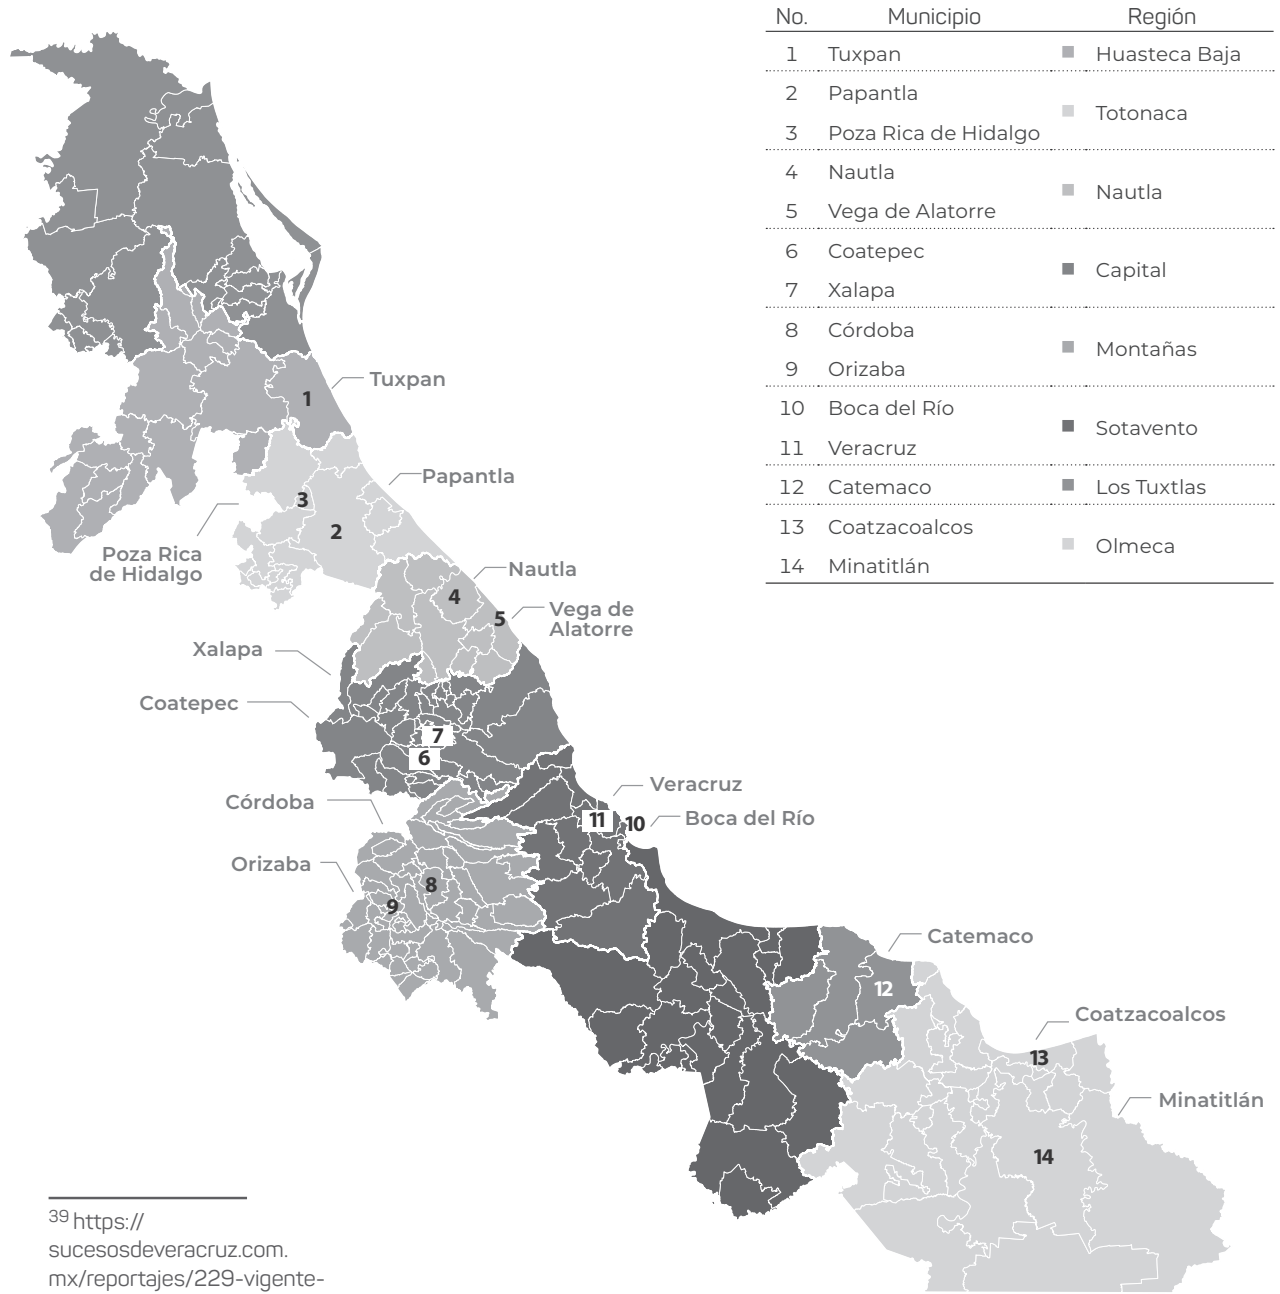 No. Municipio Región
1 Tuxpan Huasteca Baja
2 Papantla
Totonaca
3 Poza Rica de Hidalgo
4 Nautla
Nautla
5 Vega de Alatorre
6 Coatepec
Capital
7 Xalapa
8 Córdoba
Montañas
9 Orizaba
10 Boca del Río
Sotavento
11 Veracruz
12 Catemaco Los Tuxtlas
13 Coatzacoalcos
Olmeca
14 Minatitlán
Tuxpan
1
Papantla
3
2
Poza Rica
de Hidalgo
Nautla
4
Vega de
Alatorre
5
Xalapa
Coatepec
7
6
Veracruz
Córdoba
11
10
Boca del Río
Orizaba
8
9
Catemaco
12
Coatzacoalcos
13
Minatitlán
14
39 https://
sucesosdeveracruz.com.
mx/reportajes/229-vigente-